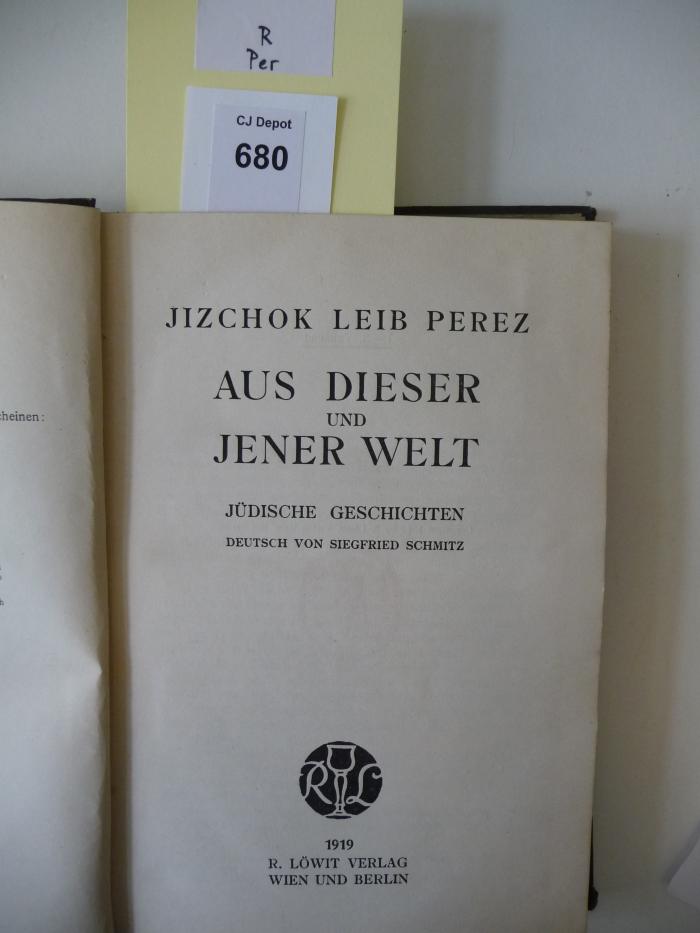 R
Per
CJ Depot
680
JIZCHOK LEIB PEREZ
AUS DIESER
UND
JENER WELT
JÜDISCHE GESCHICHTEN
DEUTSCH VON SIEGFRIED SCHMITZ
R L
1919
R. LÖWIT VERLAG
WIEN UND BERLIN
cheinen: